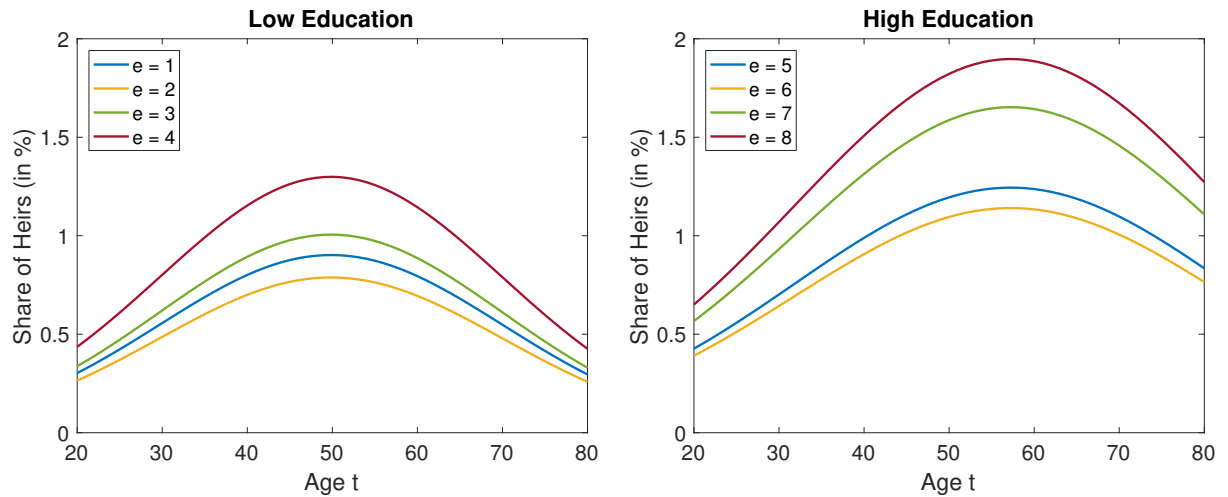 Low Education
Share of Heirs (in %)
2
1.5
1
0.5
0
e = 1
e = 2
e = 3
e = 4
20 30 40 50 60 70 80
Age t
High Education
Share of Heirs (in %)
2
1.5
1
0.5
0
e = 5
e = 6
e = 7
e = 8
20 30 40 50 60 70 80
Age t